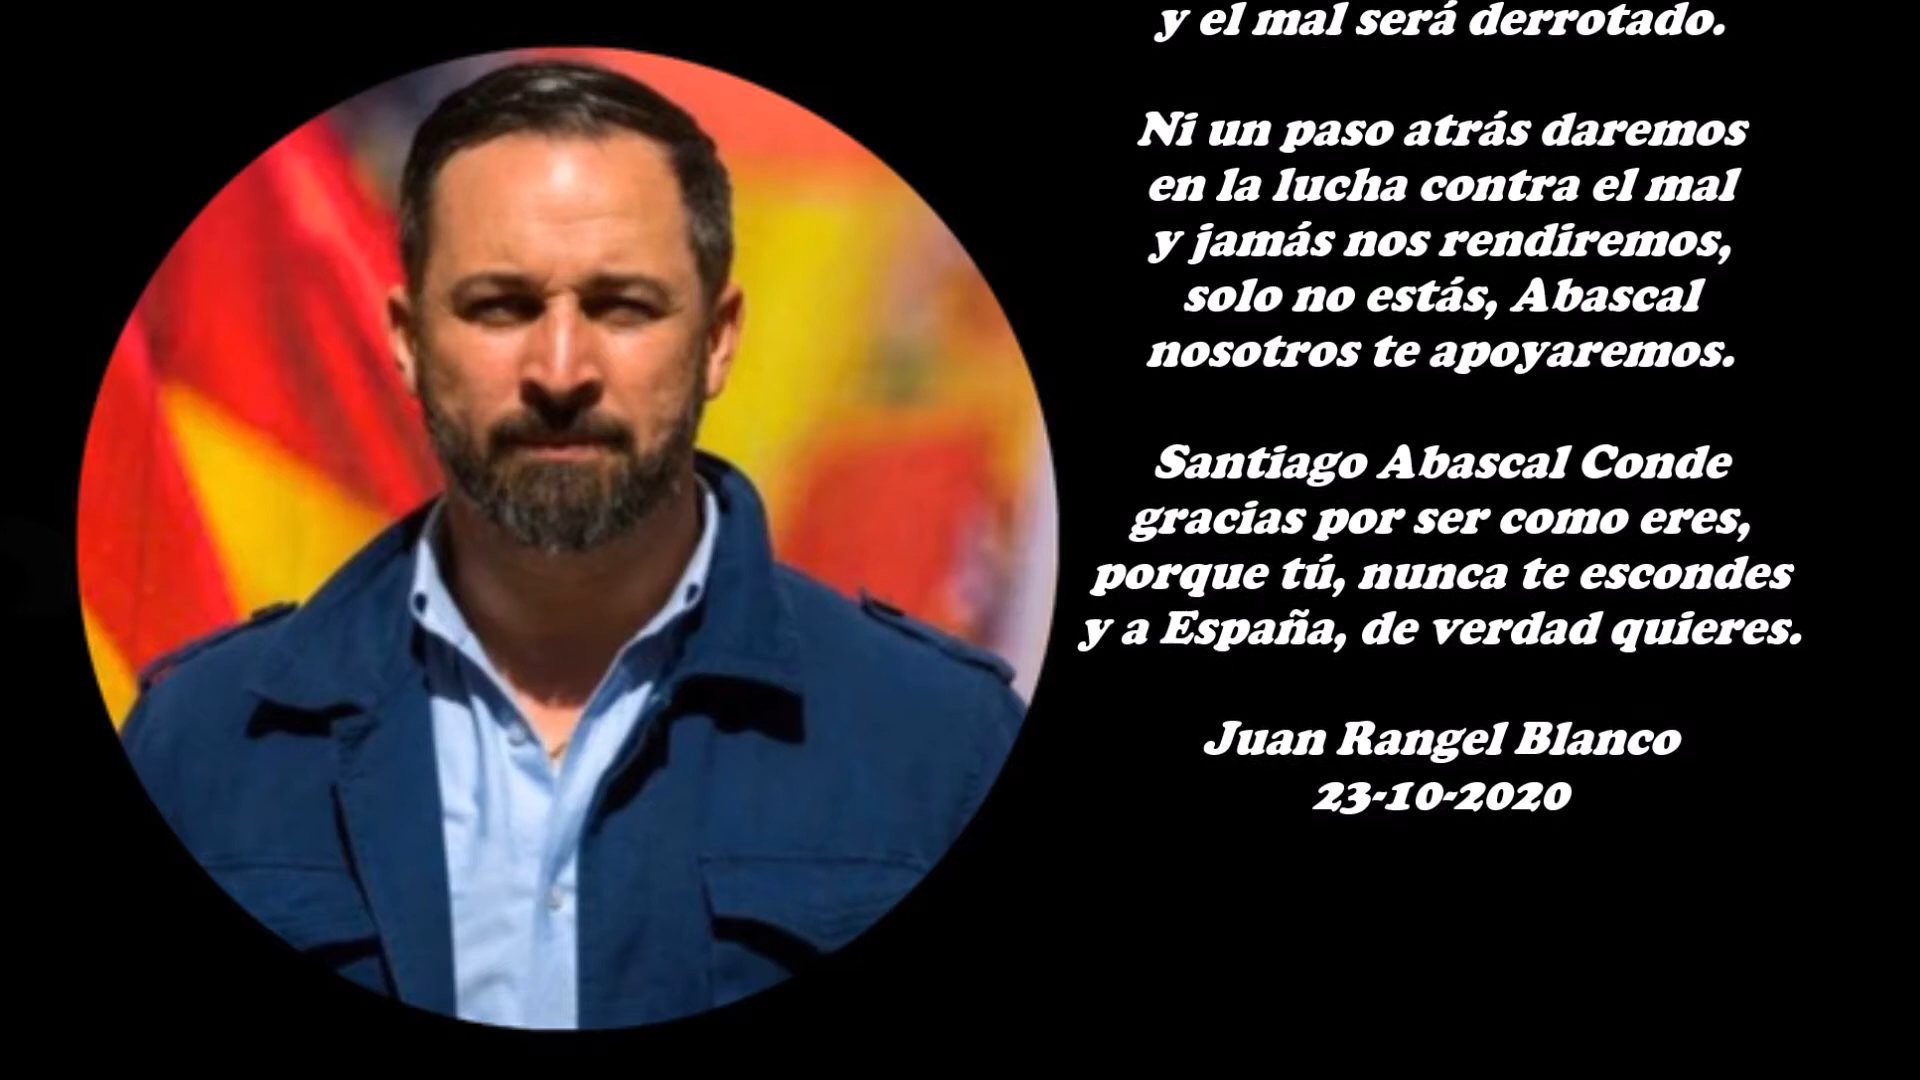 y el mal será derrotado.
Ni un paso atrás daremos
en la lucha contra el mal
y jamás nos rendiremos,
solo no estás, Abascal
nosotros te apoyaremos.
Santiago Abascal Conde
gracias por ser como eres,
porque tú, nunca te escondes
y a España, de verdad quieres.
Juan Rangel Blanco
23-10-2020